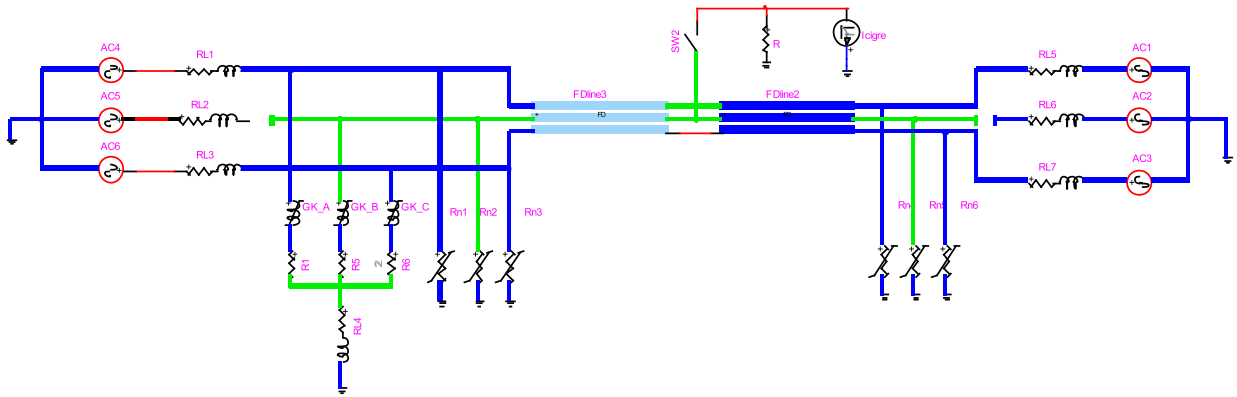 SW2
R
Icigre
AC4
RL1
AC5
RL2
AC6
RL3
FDline3
FD
FDline2
RL5
AC1
RL6
AC2
RL7
AC3
GK_A
GK_B
GK_C
Rn1
Rn2
Rn3
Rn6
R1
R5
2
R6
RL4